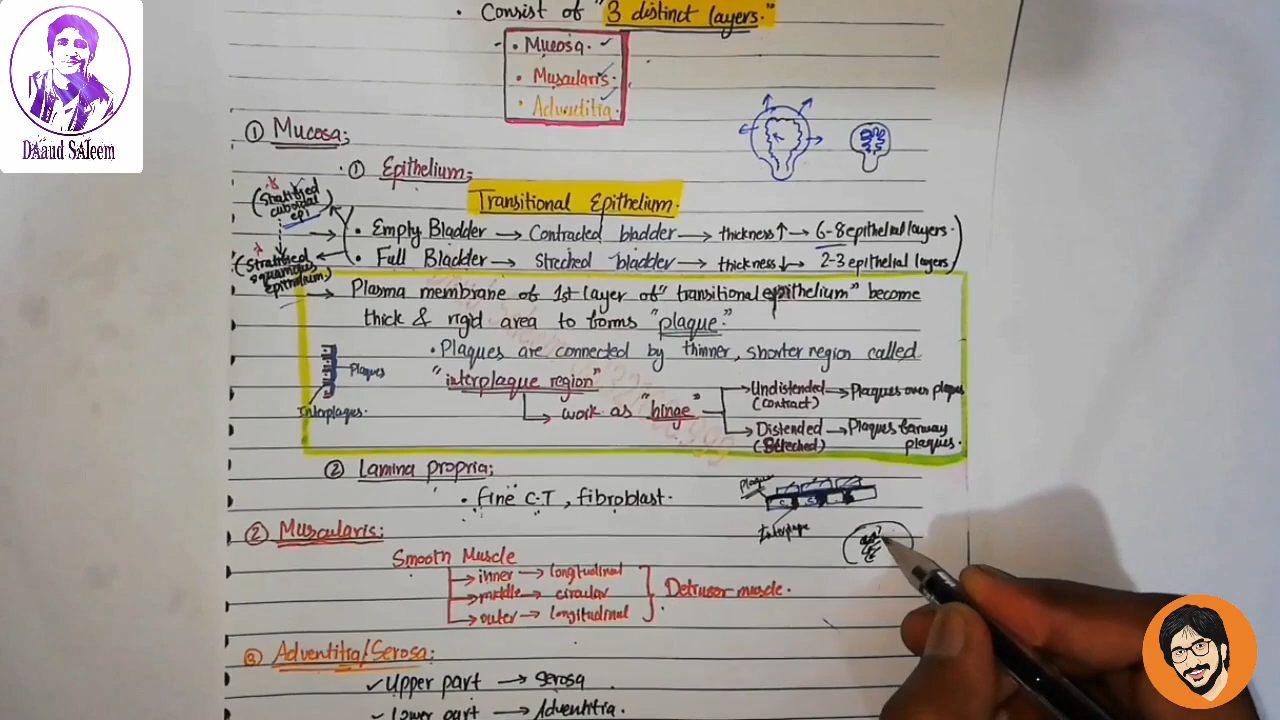 DAaud SAleem
• Consist of "3 distinct layers."
• Mucosa.
• Muscularis.
• Adventitia.
① Mucosa;
① Epithelium;
Transitional Epithelium.
(Stratified cuboidal epi)
• Empty Bladder → Contracted bladder → thickness↑ → 6-8 epithelial layers.
• Full Bladder → Streched bladder → thickness↓ → 2-3 epithelial layers
(Stratified squamous epithelium)
→ Plasma membrane of 1st layer of "transitional epithelium" become
thick & rigid area to forms "plaque."
• Plaques are connected by thinner, shorter region called
"interplaque region"
Plaques
Interplaques.
→ work as "hinge"
→ Undistended → Plaques over plaques
(contract)
→ Distended → Plaques farway plaques.
(Streched)
② Lamina propria;
• Fine C.T, fibroblast.
plaque
Interplaque
② Muscularis:
Smooth Muscle
→ inner → longitudinal
→ middle → circular
→ outer → longitudinal
Detrusor muscle.
③ Adventitia/Serosa:
✓ Upper part → serosa
✓ Lower part → Adventitia.